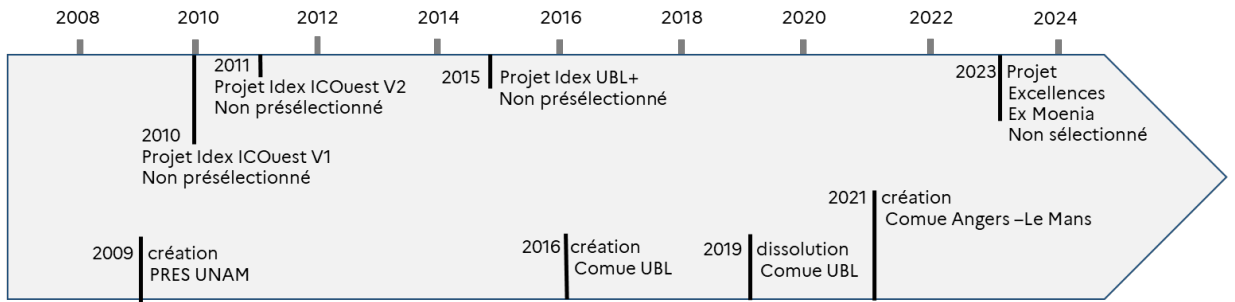 2008 2010 2012 2014 2016 2018 2020 2022 2024
2011
Projet Idex ICOuest V2
Non présélectionné
2010
Projet Idex ICOuest V1
Non présélectionné
2015 Projet Idex UBL+
Non présélectionné
2023 Projet
Excellences
Ex Moenia
Non sélectionné
2009 création
PRES UNAM
2016 création
Comue UBL
2019 dissolution
Comue UBL
2021 création
Comue Angers –Le Mans